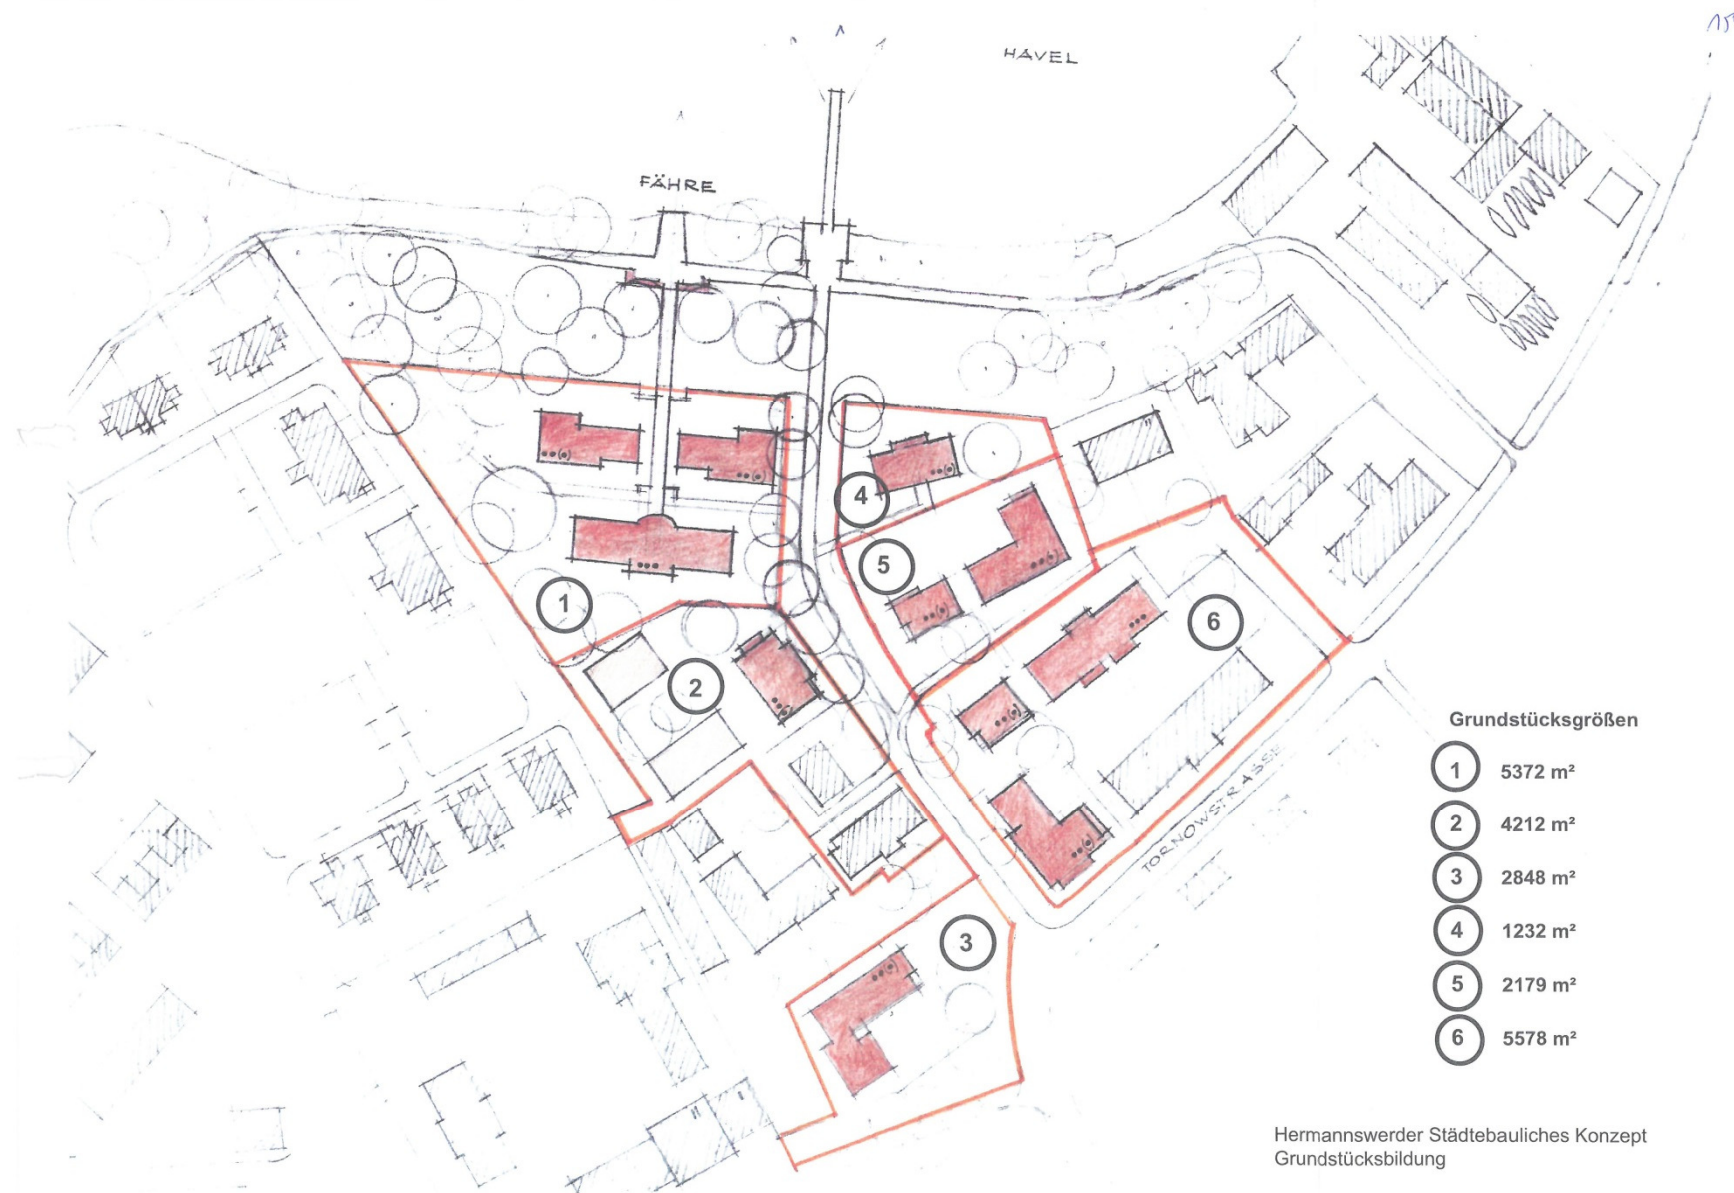 15
HAVEL
FÄHRE
4
5
1
6
2
3
TORNOWSTRASSE
Grundstücksgrößen
1 5372 m²
2 4212 m²
3 2848 m²
4 1232 m²
5 2179 m²
6 5578 m²
Hermannswerder Städtebauliches Konzept
Grundstücksbildung